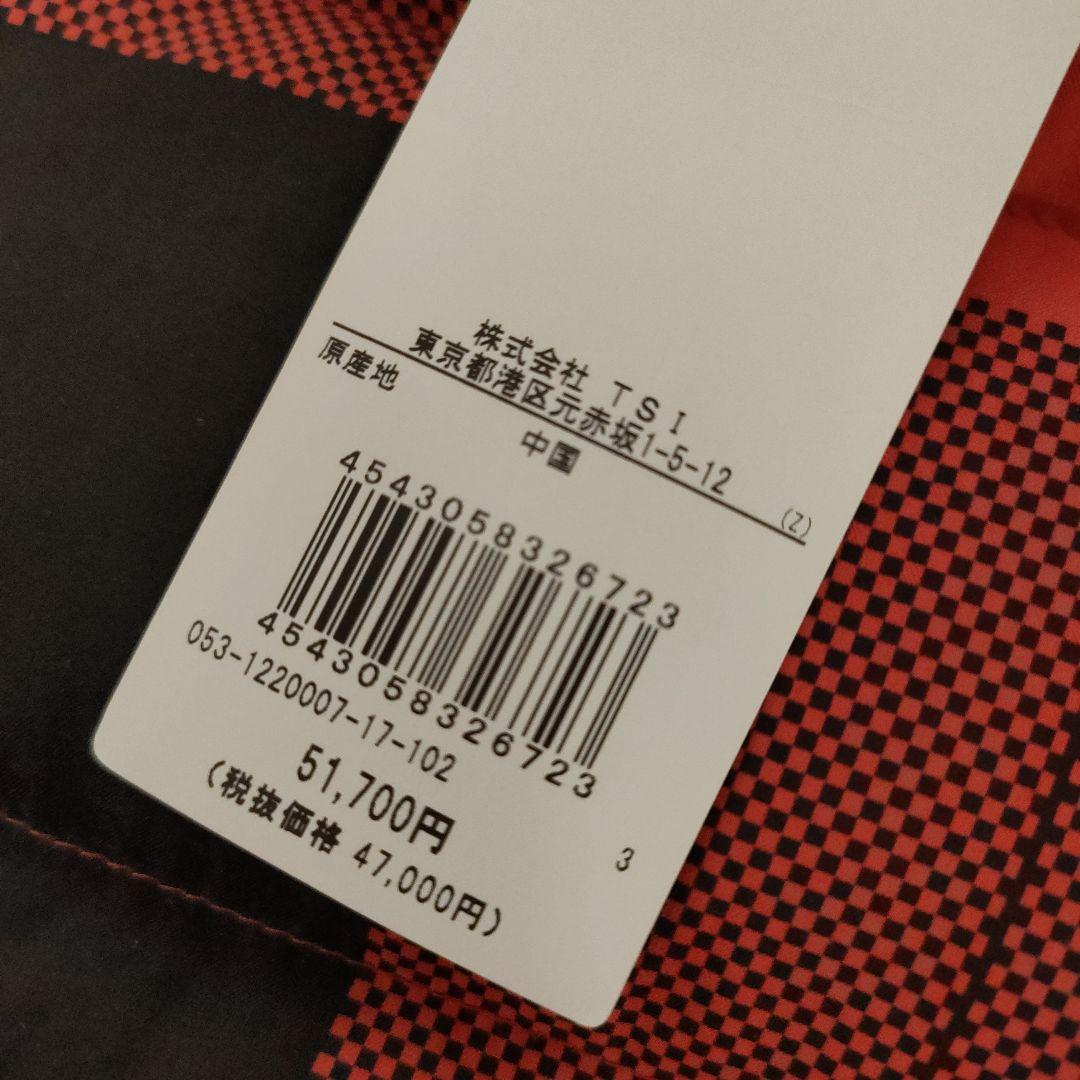 株式会社 ＴＳＩ
東京都港区元赤坂1-5-12
(Z)
原産地
中国
4543058326723
4543058326723
053-1220007-17-102
51,700円
(税抜価格 47,000円)
3